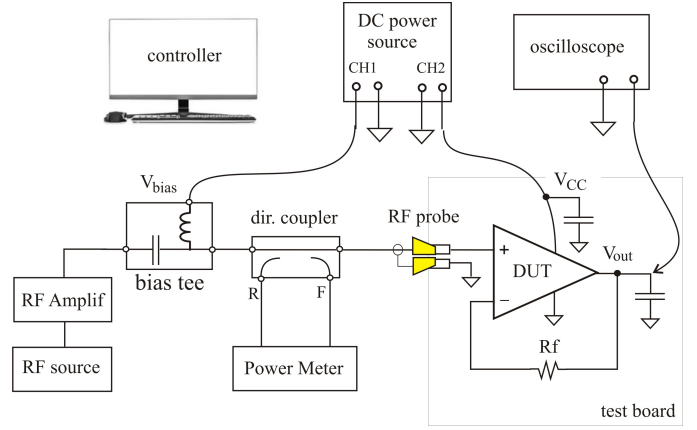 controller
DC power
source
CH1 CH2
oscilloscope
V_bias
V_CC
dir. coupler
RF probe
V_out
+
DUT
−
bias tee
RF Amplif
R F
Rf
RF source
Power Meter
test board